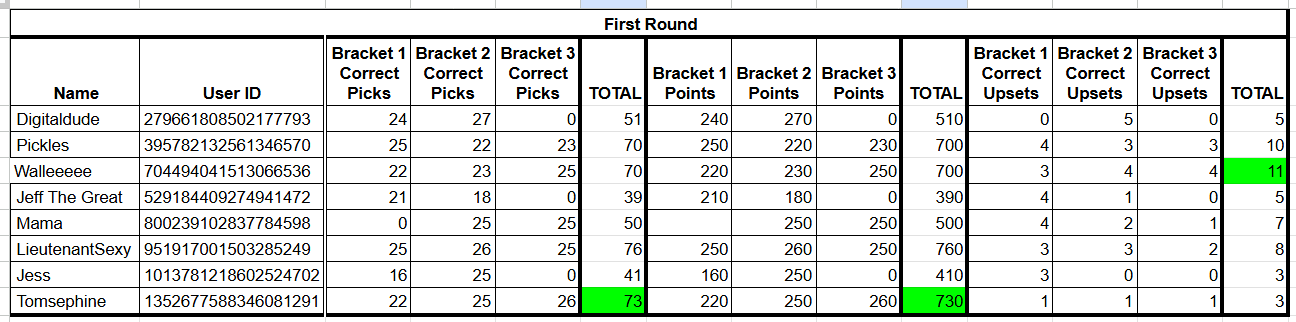 First Round
Name User ID Bracket 1 Correct Picks Bracket 2 Correct Picks Bracket 3 Correct Picks TOTAL Bracket 1 Points Bracket 2 Points Bracket 3 Points TOTAL Bracket 1 Correct Upsets Bracket 2 Correct Upsets Bracket 3 Correct Upsets TOTAL
Digitaldude 279661808502177793 24 27 0 51 240 270 0 510 0 5 0 5
Pickles 395782132561346570 25 22 23 70 250 220 230 700 4 3 3 10
Walleeeee 704494041513066536 22 23 25 70 220 230 250 700 3 4 4 11
Jeff The Great 529184409274941472 21 18 0 39 210 180 0 390 4 1 0 5
Mama 800239102837784598 0 25 25 50 250 250 500 4 2 1 7
LieutenantSexy 951917001503285249 25 26 25 76 250 260 250 760 3 3 2 8
Jess 1013781218602524702 16 25 0 41 160 250 0 410 3 0 0 3
Tomsephine 1352677588346081291 22 25 26 73 220 250 260 730 1 1 1 3